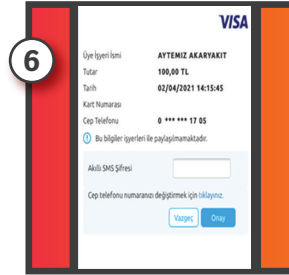 6
VISA
Üye İşyeri İsmi AYTEMIZ AKARYAKIT
Tutar 100,00 TL
Tarih 02/04/2021 14:15:45
Kart Numarası
Cep Telefonu 0 *** *** 17 05
Bu bilgiler işyerleri ile paylaşılmamaktadır.
Akıllı SMS Şifresi
Cep telefonu numaranızı değiştirmek için tıklayınız.
Vazgeç Onay